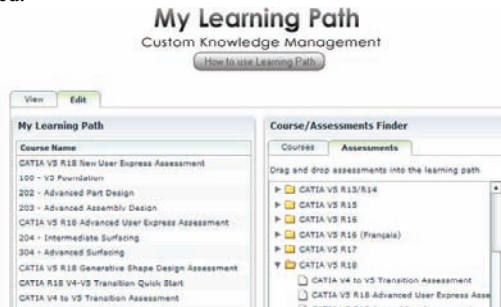 My Learning Path
Custom Knowledge Management
How to use Learning Path
View
Edit
My Learning Path
Course Name
CATIA V5 R18 New User Express Assessment
100 - V5 Foundation
202 - Advanced Part Design
203 - Advanced Assembly Design
CATIA V5 R18 Advanced User Express Assessment
204 - Intermediate Surfacing
304 - Advanced Surfacing
CATIA V5 R18 Generative Shape Design Assessment
CATIA R18 V4-V5 Transition Quick Start
CATIA V4 to V5 Transition Assessment
Course/Assessments Finder
Courses
Assessments
Drag and drop assessments into the learning path
CATIA V5 R13/R14
CATIA V5 R15
CATIA V5 R16
CATIA V5 R16 (Français)
CATIA V5 R17
CATIA V5 R18
CATIA V4 to V5 Transition Assessment
CATIA V5 R18 Advanced User Express Asse